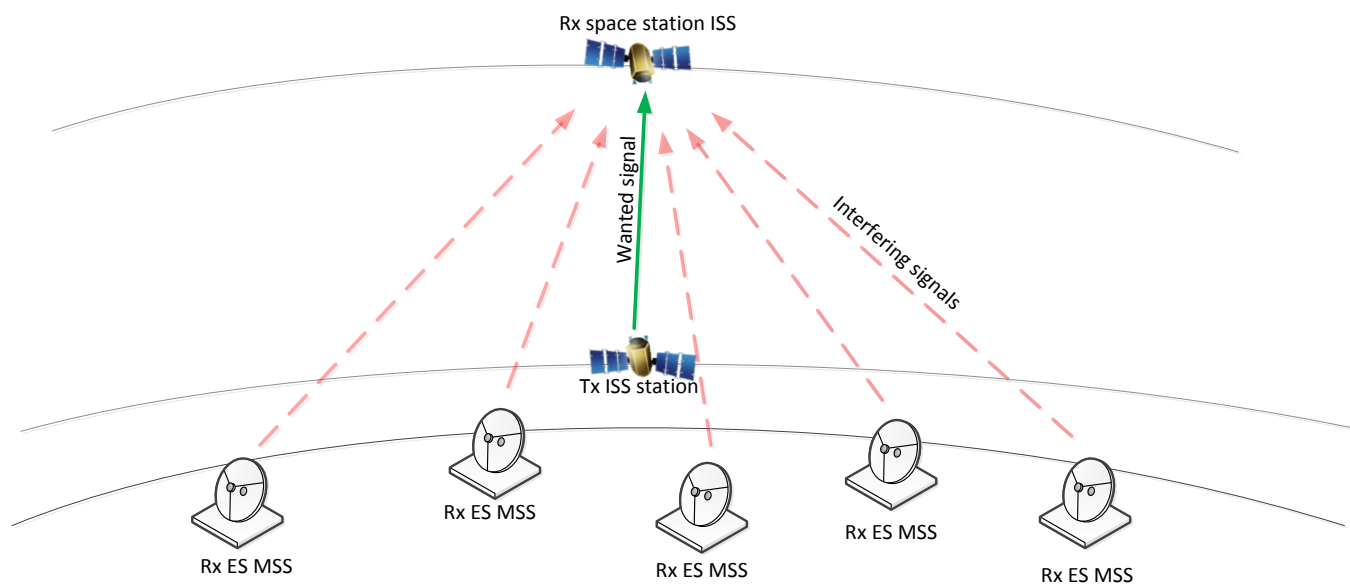 Rx space station ISS
Wanted signal
Interfering signals
Tx ISS station
Rx ES MSS
Rx ES MSS
Rx ES MSS
Rx ES MSS
Rx ES MSS